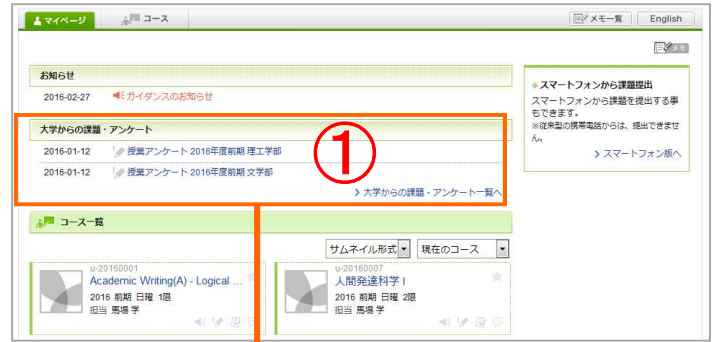 マイページ
コース
メモ一覧
English
メモ
お知らせ
2016-02-27 ガイダンスのお知らせ
大学からの課題・アンケート
2016-01-12 授業アンケート 2016年度前期 理工学部
2016-01-12 授業アンケート 2016年度前期 文学部
大学からの課題・アンケート一覧へ
①
スマートフォンから課題提出
スマートフォンから課題を提出する事
もできます。
※従来型の携帯電話からは、提出できませ
ん。
スマートフォン版へ
コース一覧
サムネイル形式 現在のコース
u-20160001
Academic Writing(A) - Logical ...
2016 前期 日曜 1限
担当 馬場 学
u-20160007
人間発達科学 I
2016 前期 日曜 2限
担当 馬場 学